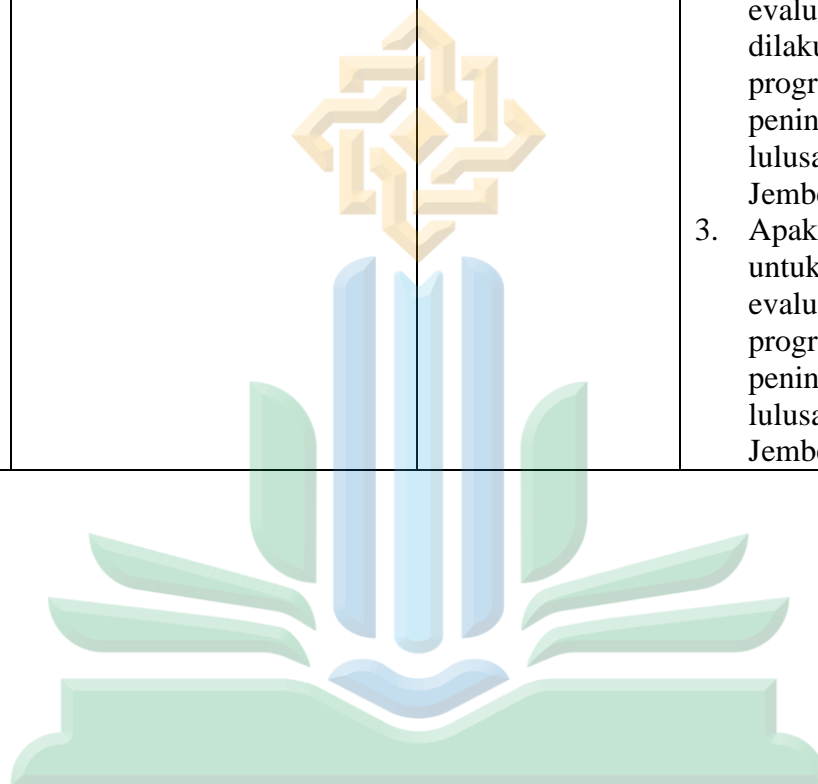 evalu
dilaku
progr
penin
lulusa
Jembe
3. Apak
untuk
evalu
progr
penin
lulusa
Jembe